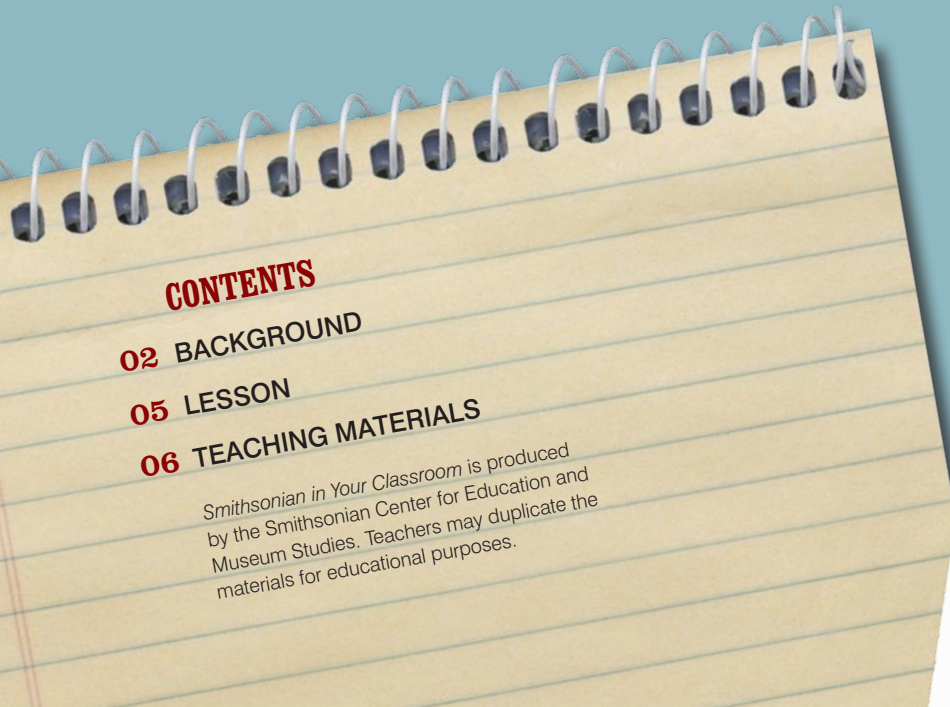 CONTENTS
02 BACKGROUND
05 LESSON
06 TEACHING MATERIALS
Smithsonian in Your Classroom is produced
by the Smithsonian Center for Education and
Museum Studies. Teachers may duplicate the
materials for educational purposes.